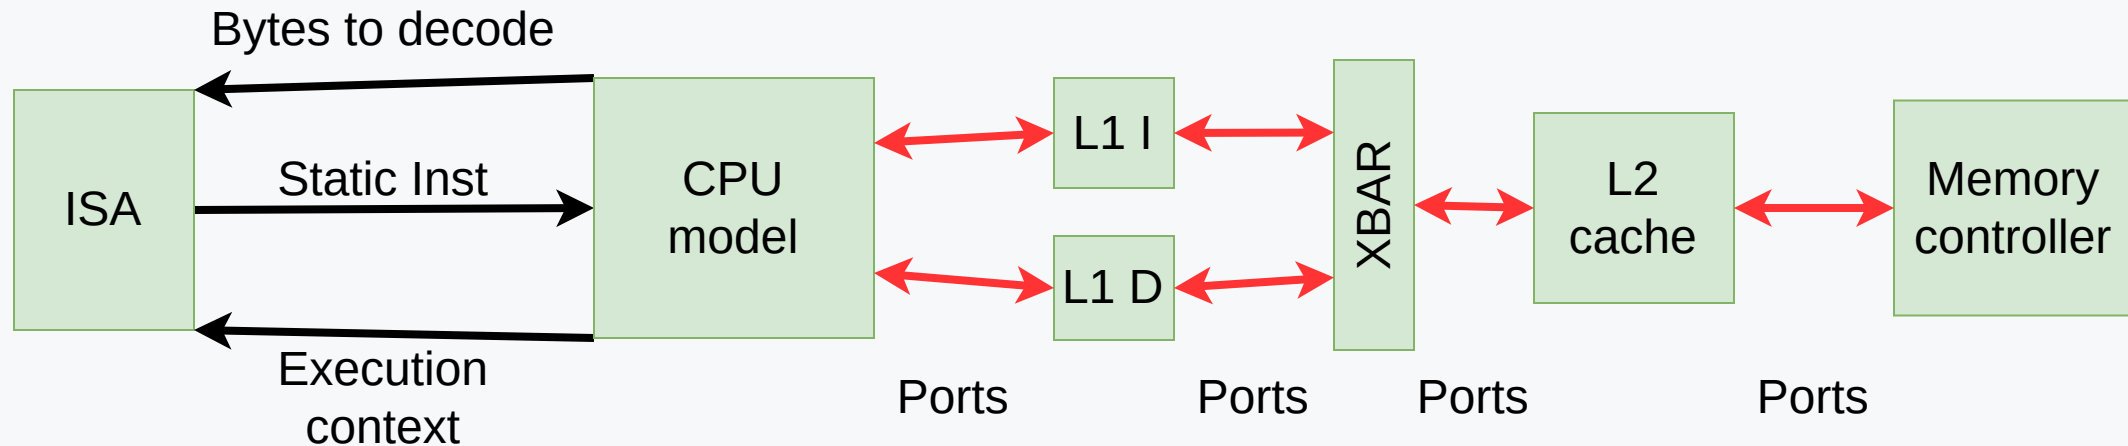 Bytes to decode
ISA
Static Inst
CPU
model
L1 I
L1 D
XBAR
L2
cache
Memory
controller
Execution
context
Ports
Ports
Ports
Ports